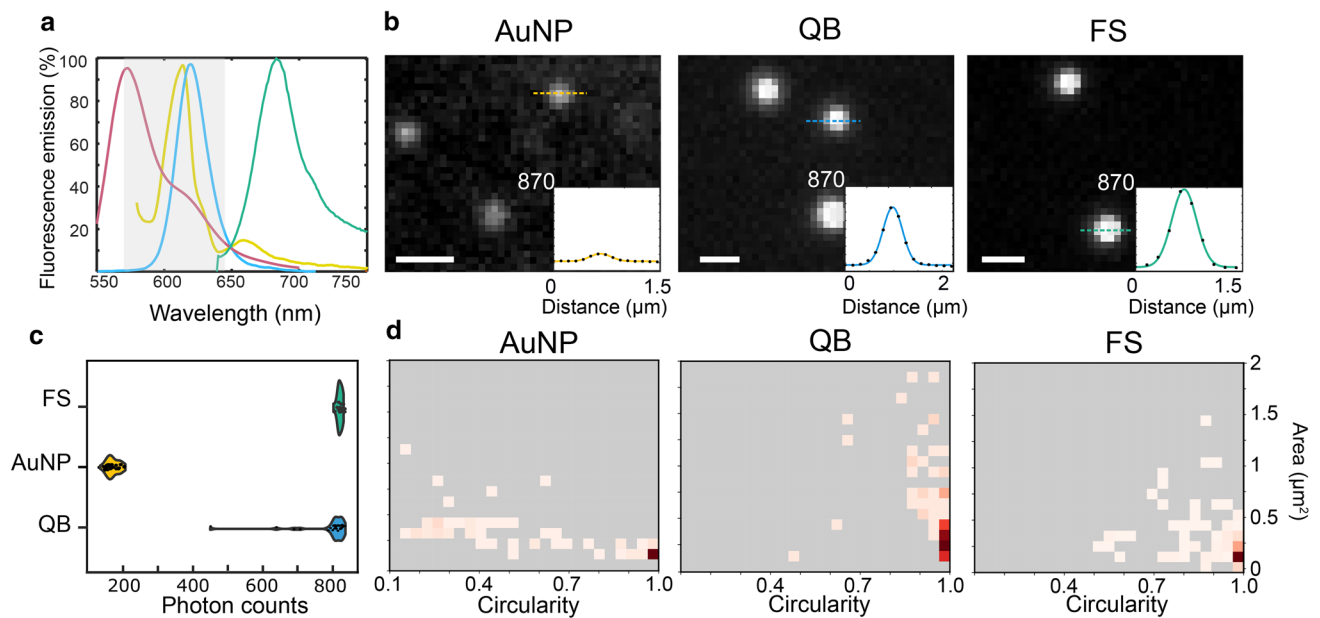 a
Fluorescence emission (%)
100
80
60
40
20
550 600 650 700 750
Wavelength (nm)
b
AuNP QB FS
870 870 870
0 1.5 0 2 0 1.5
Distance (μm) Distance (μm) Distance (μm)
c
FS
AuNP
QB
200 400 600 800
Photon counts
d
AuNP QB FS
2
1.5
1
0.5
0
Area (μm²)
0.1 0.4 0.7 1.0 0.4 0.7 1.0 0.4 0.7 1.0
Circularity Circularity Circularity